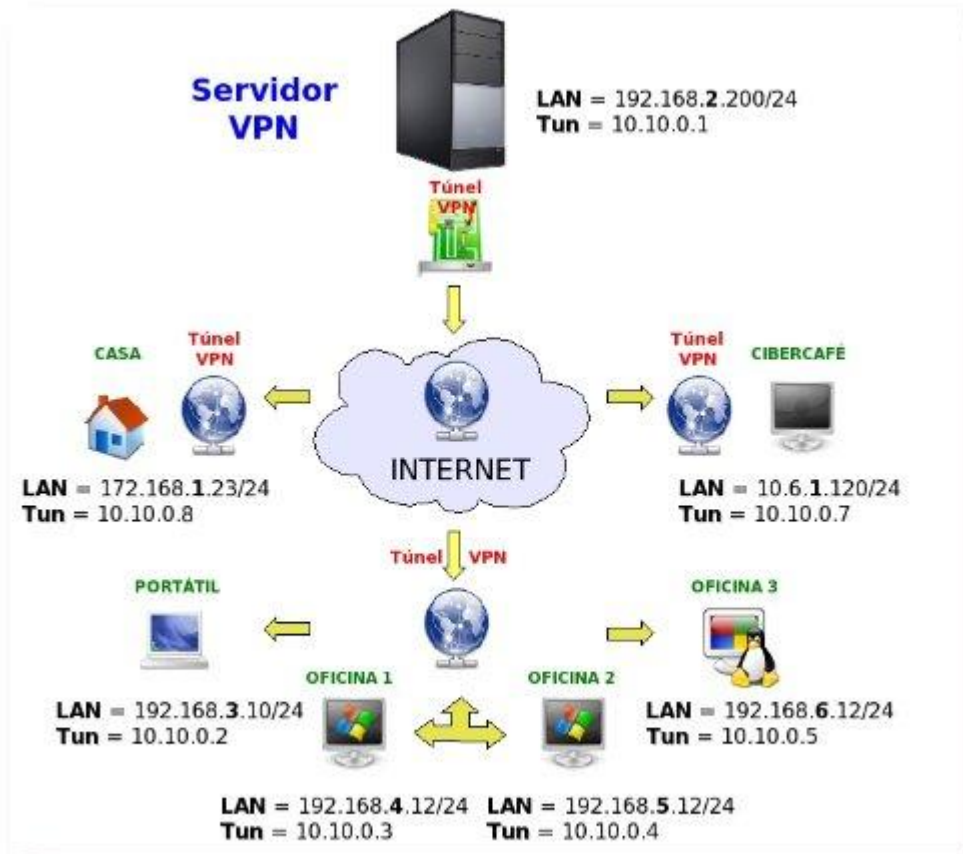 Servidor
VPN
LAN = 192.168.2.200/24
Tun = 10.10.0.1
Túnel
VPN
CASA
Túnel
VPN
LAN = 172.168.1.23/24
Tun = 10.10.0.8
INTERNET
Túnel
VPN
CIBERCAFÉ
LAN = 10.6.1.120/24
Tun = 10.10.0.7
Túnel VPN
PORTÁTIL
LAN = 192.168.3.10/24
Tun = 10.10.0.2
OFICINA 1
LAN = 192.168.4.12/24
Tun = 10.10.0.3
OFICINA 2
LAN = 192.168.5.12/24
Tun = 10.10.0.4
OFICINA 3
LAN = 192.168.6.12/24
Tun = 10.10.0.5